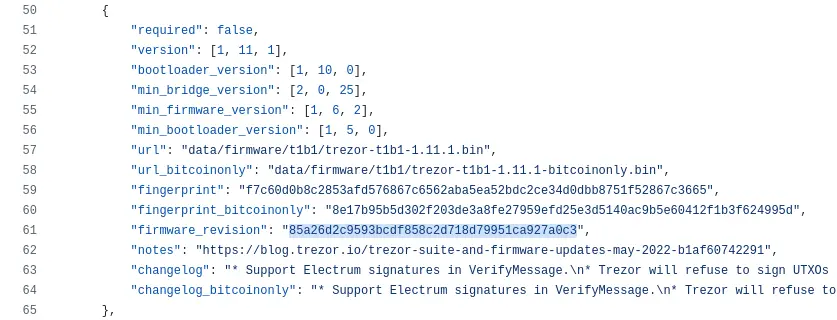 50 {
51 "required": false,
52 "version": [1, 11, 1],
53 "bootloader_version": [1, 10, 0],
54 "min_bridge_version": [2, 0, 25],
55 "min_firmware_version": [1, 6, 2],
56 "min_bootloader_version": [1, 5, 0],
57 "url": "data/firmware/t1b1/trezor-t1b1-1.11.1.bin",
58 "url_bitcoinonly": "data/firmware/t1b1/trezor-t1b1-1.11.1-bitcoinonly.bin",
59 "fingerprint": "f7c60d0b8c2853afd576867c6562aba5ea52bdc2ce34d0dbb8751f52867c3665",
60 "fingerprint_bitcoinonly": "8e17b95b5d302f203de3a8fe27959efd25e3d5140ac9b5e60412f1b3f624995d",
61 "firmware_revision": "85a26d2c9593bcdf858c2d718d79951ca927a0c3",
62 "notes": "https://blog.trezor.io/trezor-suite-and-firmware-updates-may-2022-b1af60742291",
63 "changelog": "* Support Electrum signatures in VerifyMessage.\n* Trezor will refuse to sign UTXOs
64 "changelog_bitcoinonly": "* Support Electrum signatures in VerifyMessage.\n* Trezor will refuse to
65 },